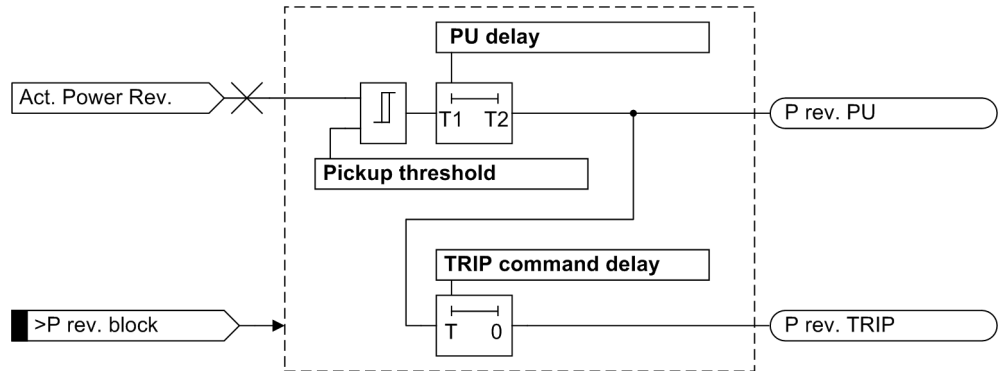 PU delay
Act. Power Rev.
T1 T2
P rev. PU
Pickup threshold
TRIP command delay
>P rev. block
T 0
P rev. TRIP